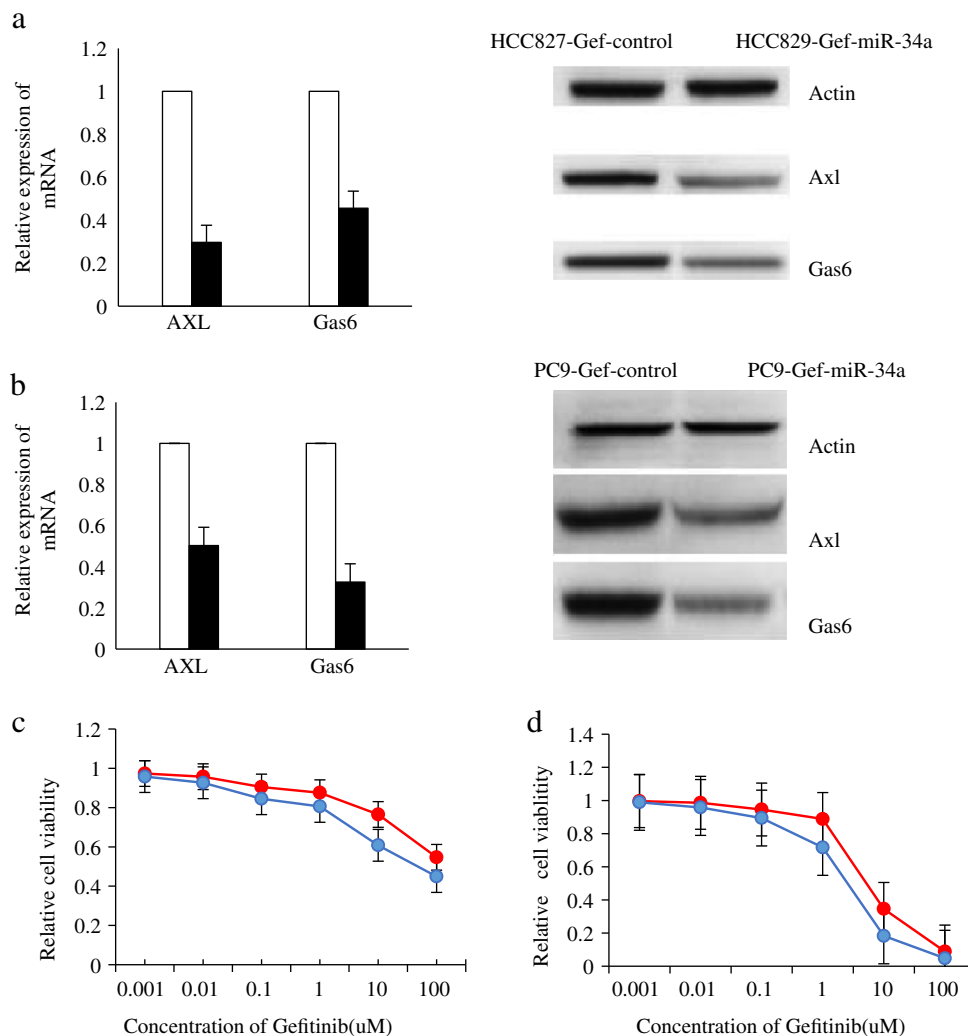 a
1.2
1
0.8
0.6
0.4
0.2
0
Relative expression of
mRNA
AXL Gas6
HCC827-Gef-control HCC829-Gef-miR-34a
Actin
Axl
Gas6
b
1.2
1
0.8
0.6
0.4
0.2
0
Relative expression of
mRNA
AXL Gas6
PC9-Gef-control PC9-Gef-miR-34a
Actin
Axl
Gas6
c
1.2
1
0.8
0.6
0.4
0.2
0
Relative cell viability
0.001 0.01 0.1 1 10 100
Concentration of Gefitinib(uM)
d
1.4
1.2
1
0.8
0.6
0.4
0.2
0
Relative cell viablitity
0.001 0.01 0.1 1 10 100
Concentration of Gefitinib(uM)